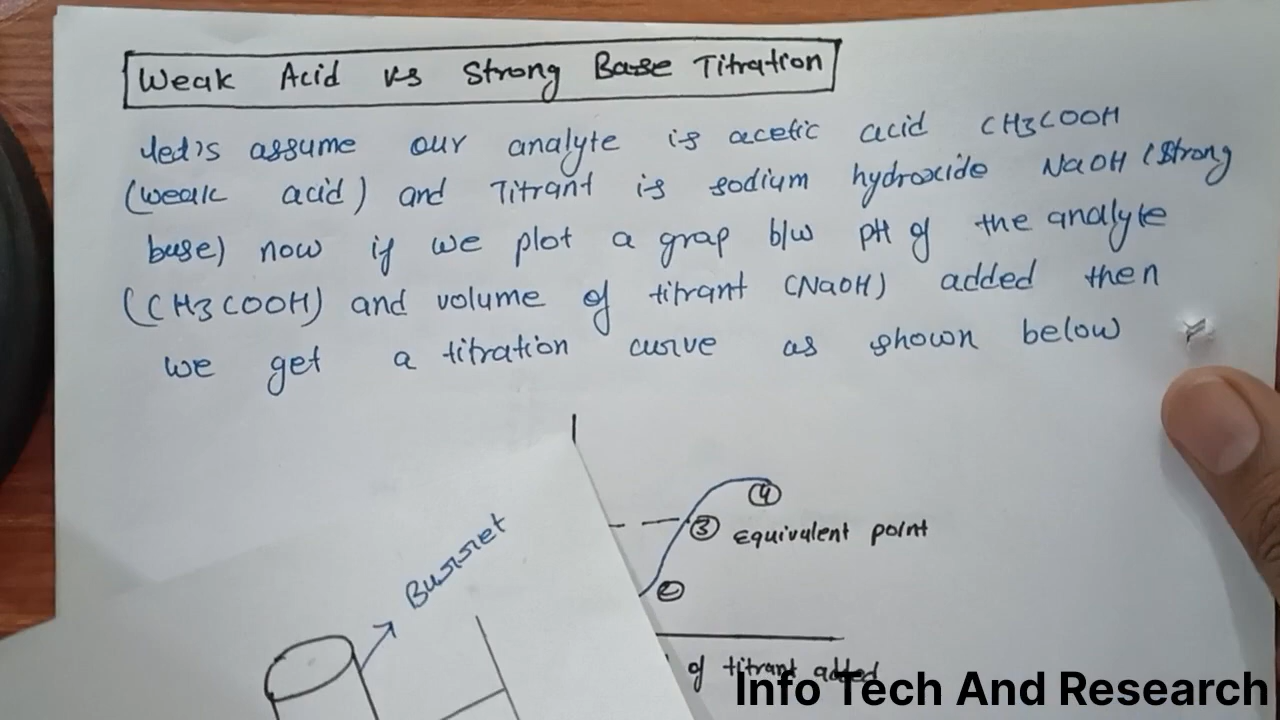 Weak Acid vs Strong Base Titration
Led's assume our analyte is acetic acid CH3COOH
(weak acid) and Titrant is sodium hydroxide NaOH (Strong
base) now if we plot a grap b/w pH of the analyte
(CH3COOH) and volume of titrant (NaOH) added then
we get a titration curve as shown below
④
③ Equivalent point
②
Burret
of titrant added
Info Tech And Research